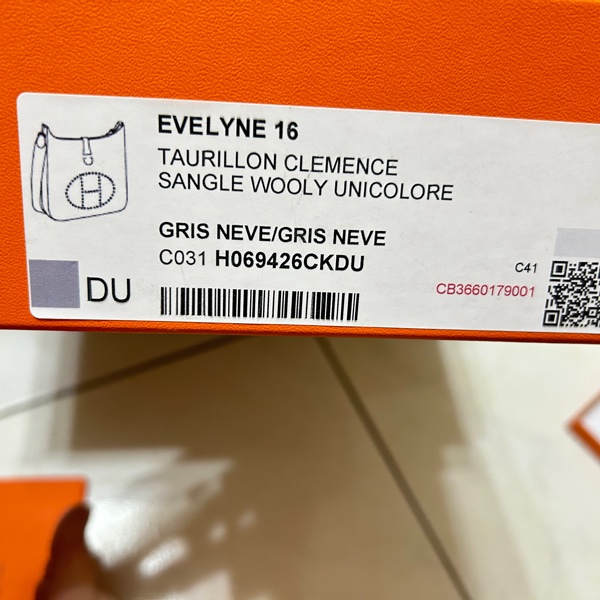 EVELYNE 16
TAURILLON CLEMENCE
SANGLE WOOLY UNICOLORE
GRIS NEVE/GRIS NEVE
C031 H069426CKDU
DU
C41
CB3660179001
H